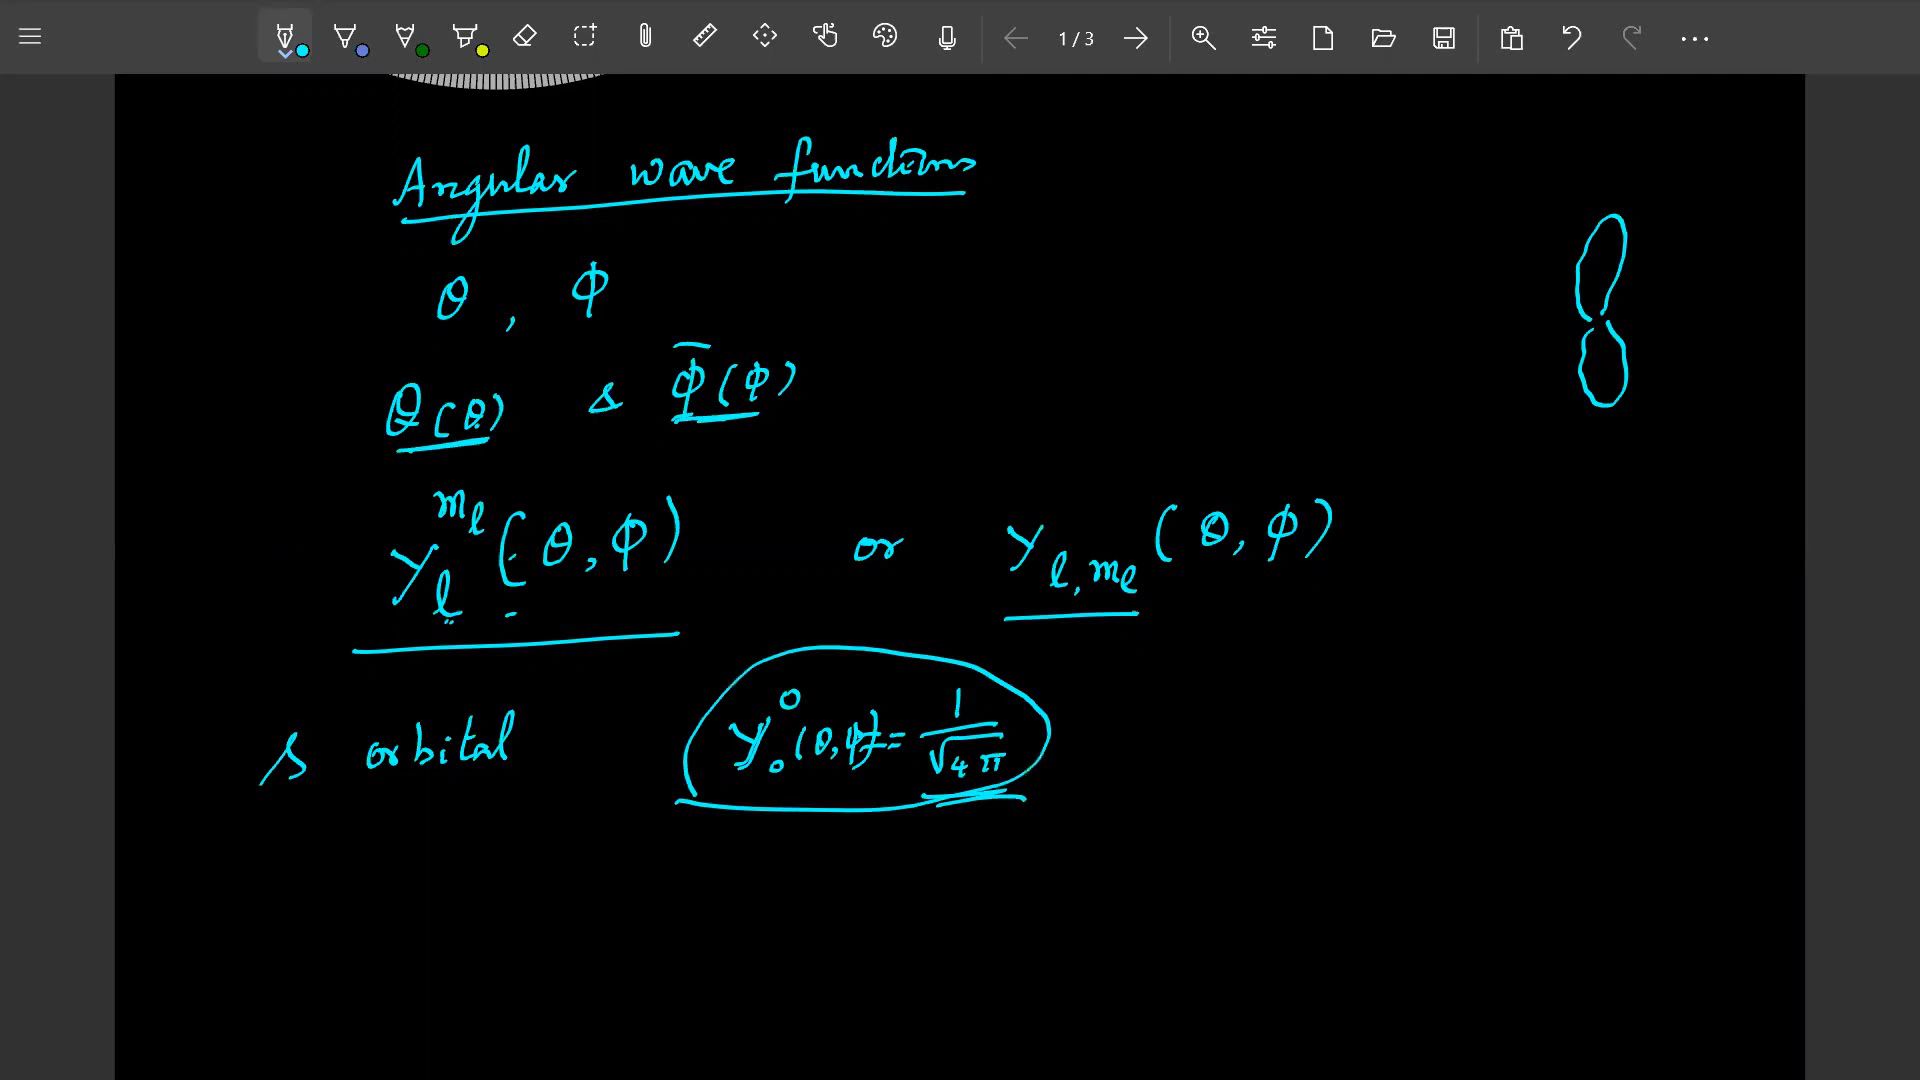 1 / 3
Angular wave functions
θ, φ
Θ(θ) & Φ(φ)
Y_l^{m_l}(θ, φ) or Y_{l,m_l}(θ, φ)
s orbital Y_0^0(θ,φ) = 1/√4π